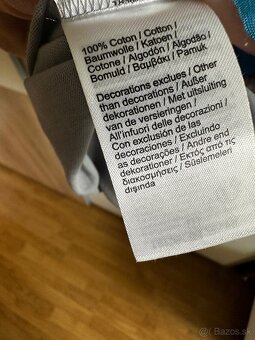 100% Coton / Cotton /
Baumwolle / Katoen /
Cotone / Algodón / Algodão /
Bomuld / Βαμβάκι / Pamuk
Decorations exclues / Other
than decorations / Außer
dekorationen / Met uitsluiting
van de versieringen /
All'infuori delle decorazioni /
Con exclusión de las
decoraciones / Excluindo
as decorações / Andre end
dekorationer / Εκτός από τις
διακοσμήσεις / Süslemeleri
dışında
@ | Bazos.sk